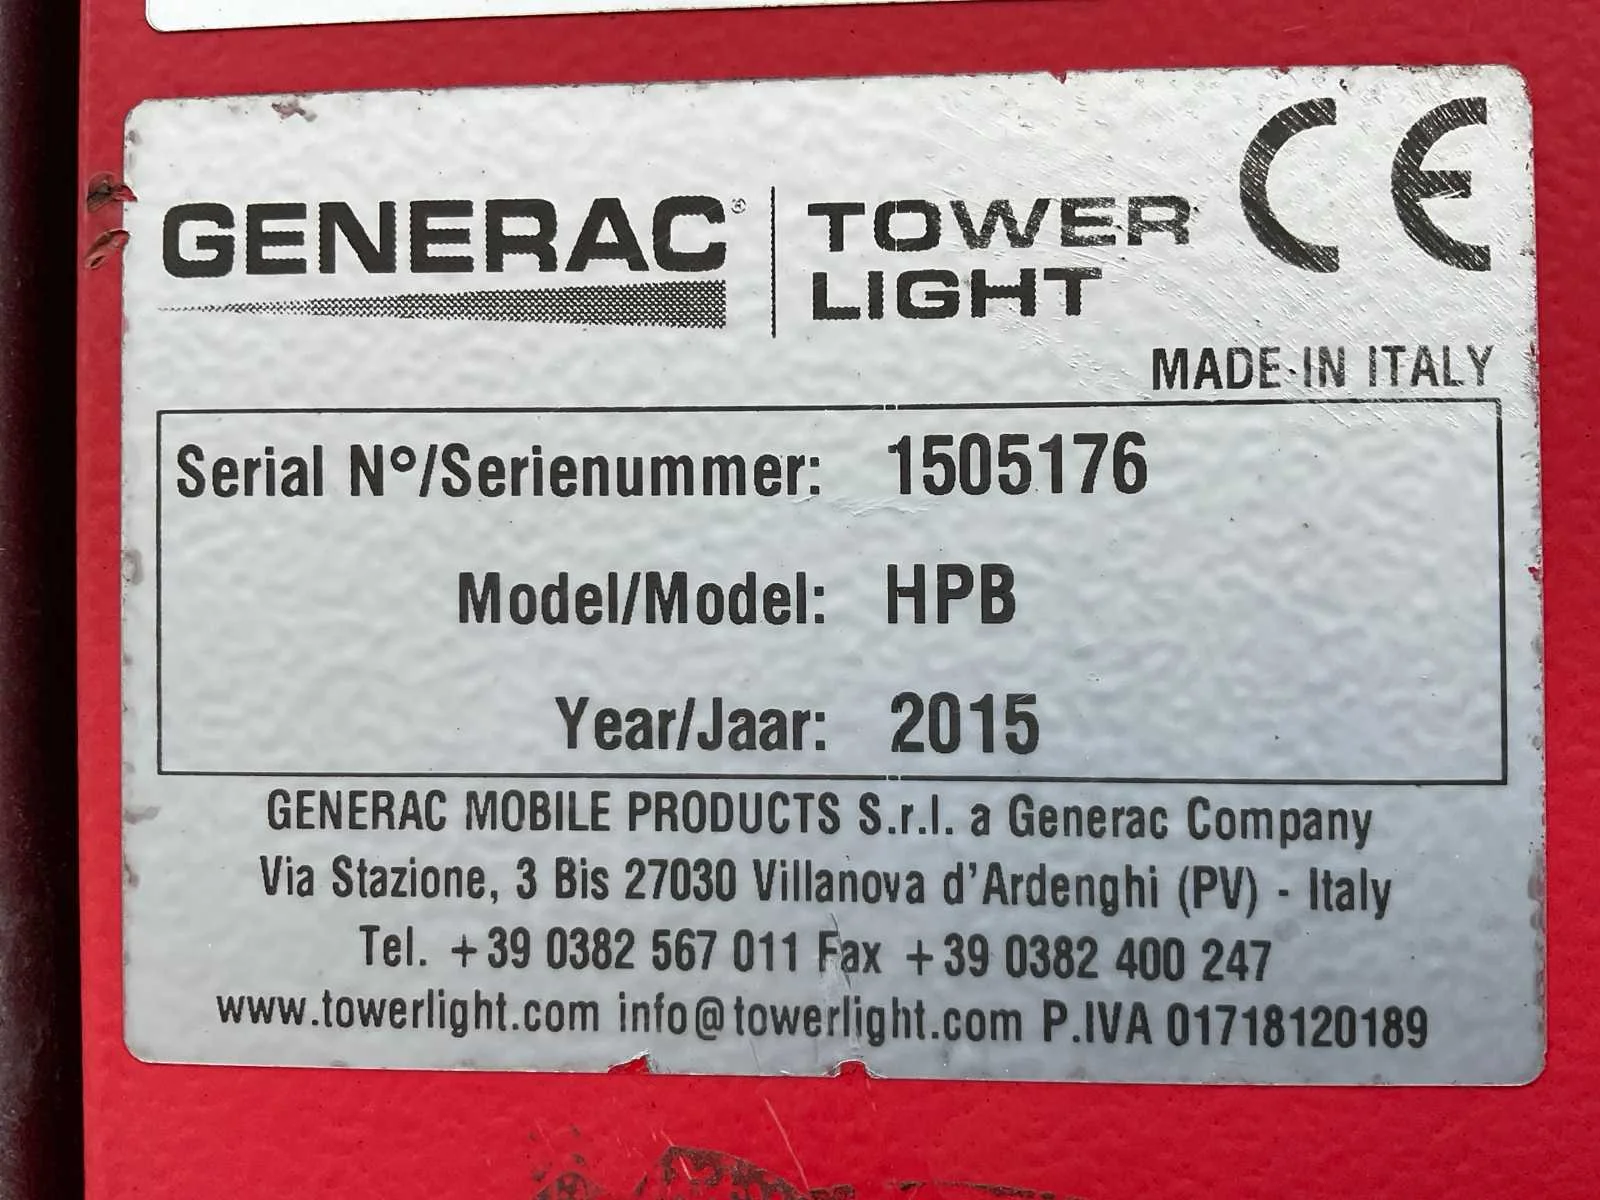 GENERAC® TOWER LIGHT CE
MADE IN ITALY
Serial N°/Serienummer: 1505176
Model/Model: HPB
Year/Jaar: 2015
GENERAC MOBILE PRODUCTS S.r.l. a Generac Company
Via Stazione, 3 Bis 27030 Villanova d'Ardenghi (PV) - Italy
Tel. +39 0382 567 011 Fax +39 0382 400 247
www.towerlight.com info@towerlight.com P.IVA 01718120189